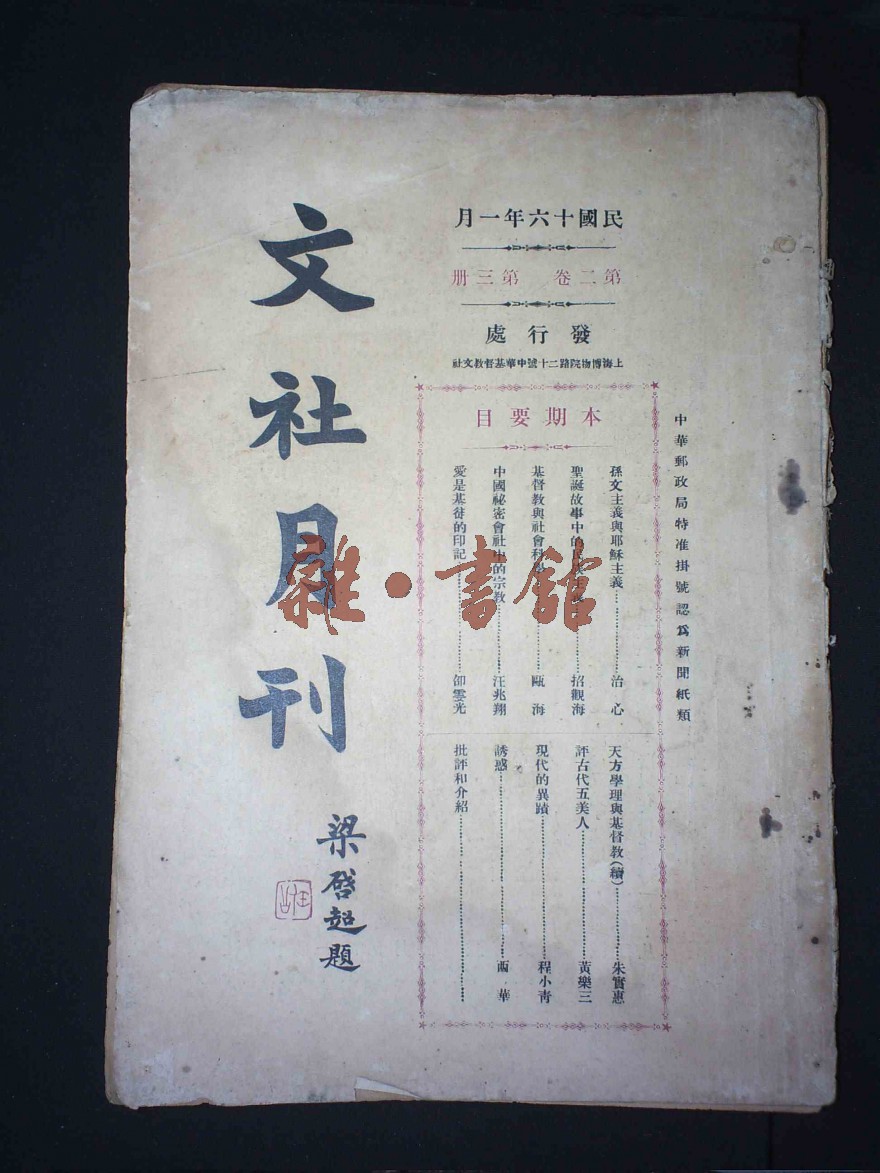 民國十六年一月
第二卷 第三册
發行處
上海博物院路二十號中華基督教文社
本期要目
孫文主義與耶穌主義……治心
聖誕故事中的……招觀海
基督教與社會科……甌海
中國祕密會社中的宗教……汪兆翔
愛是基徒的印記……邵雲光
天方學理與基督教(續)……朱實惠
評古代五美人……黃樂三
現代的異蹟……程小青
誘惑……西華
批評和介紹……
中華郵政局特准掛號認爲新聞紙類
文社月刊
梁啓超題
雜·書館